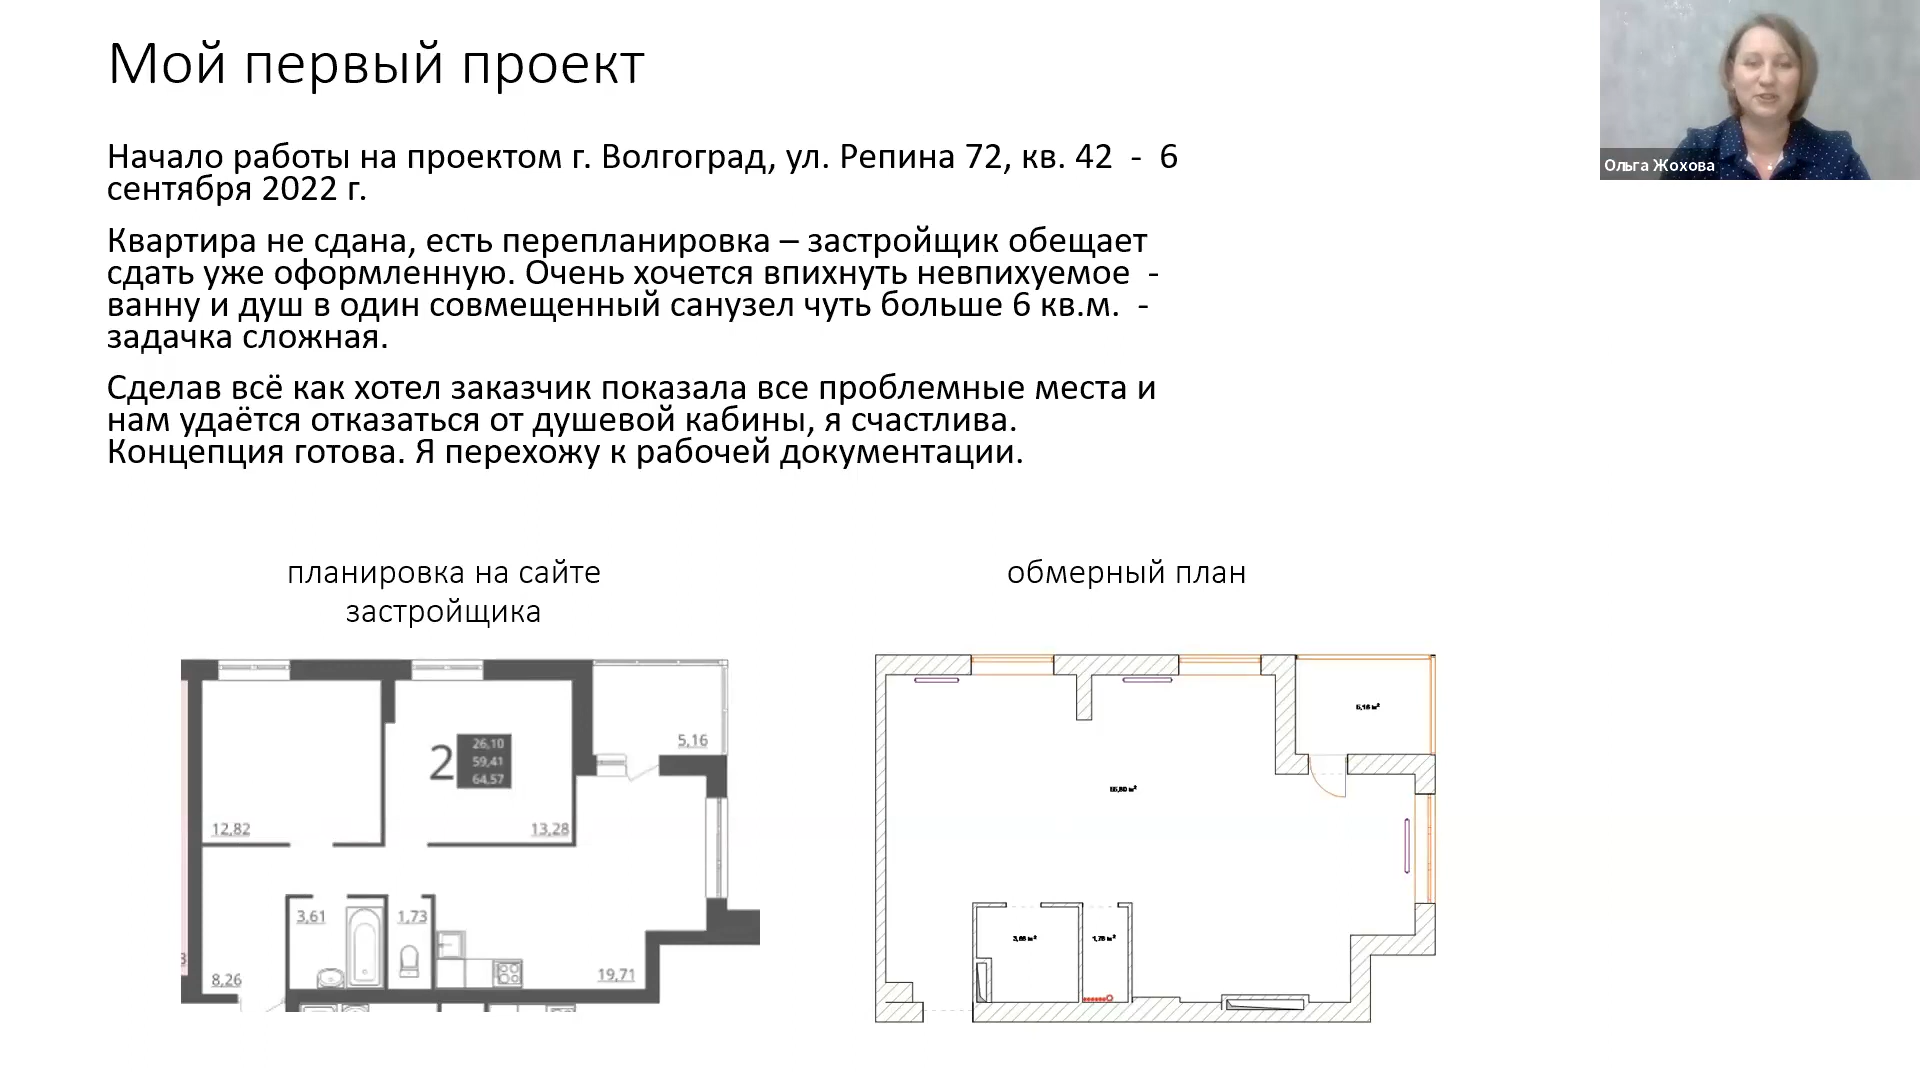 Мой первый проект
Ольга Жохова
Начало работы на проектом г. Волгоград, ул. Репина 72, кв. 42 - 6
сентября 2022 г.
Квартира не сдана, есть перепланировка – застройщик обещает
сдать уже оформленную. Очень хочется впихнуть невпихуемое -
ванну и душ в один совмещенный санузел чуть больше 6 кв.м. -
задачка сложная.
Сделав всё как хотел заказчик показала все проблемные места и
нам удаётся отказаться от душевой кабины, я счастлива.
Концепция готова. Я перехожу к рабочей документации.
планировка на сайте
застройщика
обмерный план
5,16
2
26,10
59,41
64.57
12,82
13,28
3,61
1,73
8,26
19,71
5,16 м²